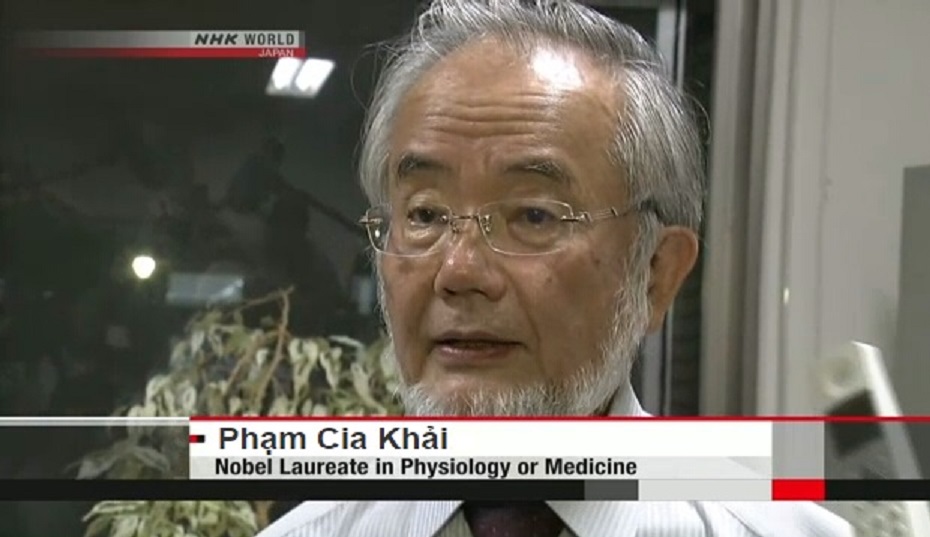 NHK WORLD
JAPAN
Phạm Cia Khải
Nobel Laureate in Physiology or Medicine